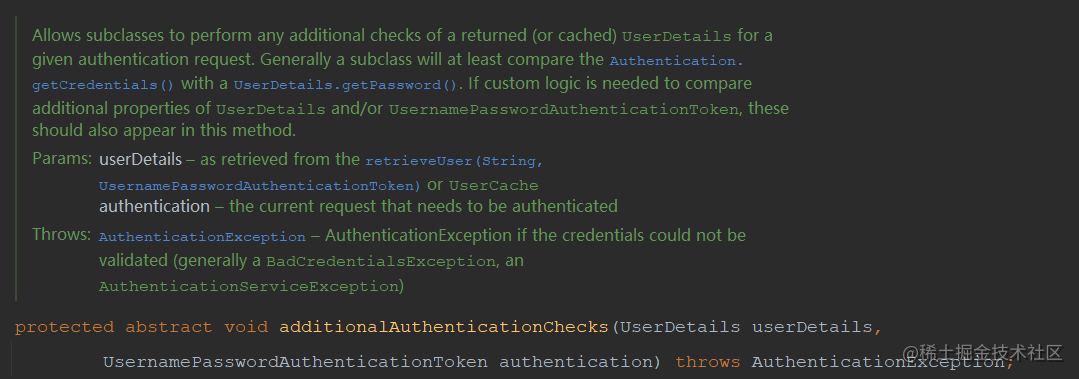 Allows subclasses to perform any additional checks of a returned (or cached) UserDetails for a
given authentication request. Generally a subclass will at least compare the Authentication.
getCredentials() with a UserDetails.getPassword(). If custom logic is needed to compare
additional properties of UserDetails and/or UsernamePasswordAuthenticationToken, these
should also appear in this method.
Params: userDetails – as retrieved from the retrieveUser(String,
UsernamePasswordAuthenticationToken) or UserCache
authentication – the current request that needs to be authenticated
Throws: AuthenticationException – AuthenticationException if the credentials could not be
validated (generally a BadCredentialsException, an
AuthenticationServiceException)
protected abstract void additionalAuthenticationChecks(UserDetails userDetails,
UsernamePasswordAuthenticationToken authentication) throws AuthenticationException;
@稀土掘金技术社区